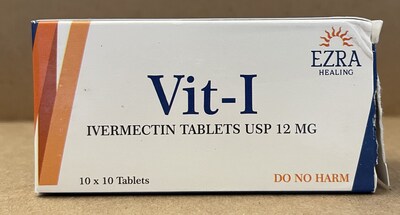 EZRA
HEALING
Vit-I
IVERMECTIN TABLETS USP 12 MG
10 x 10 Tablets
DO NO HARM